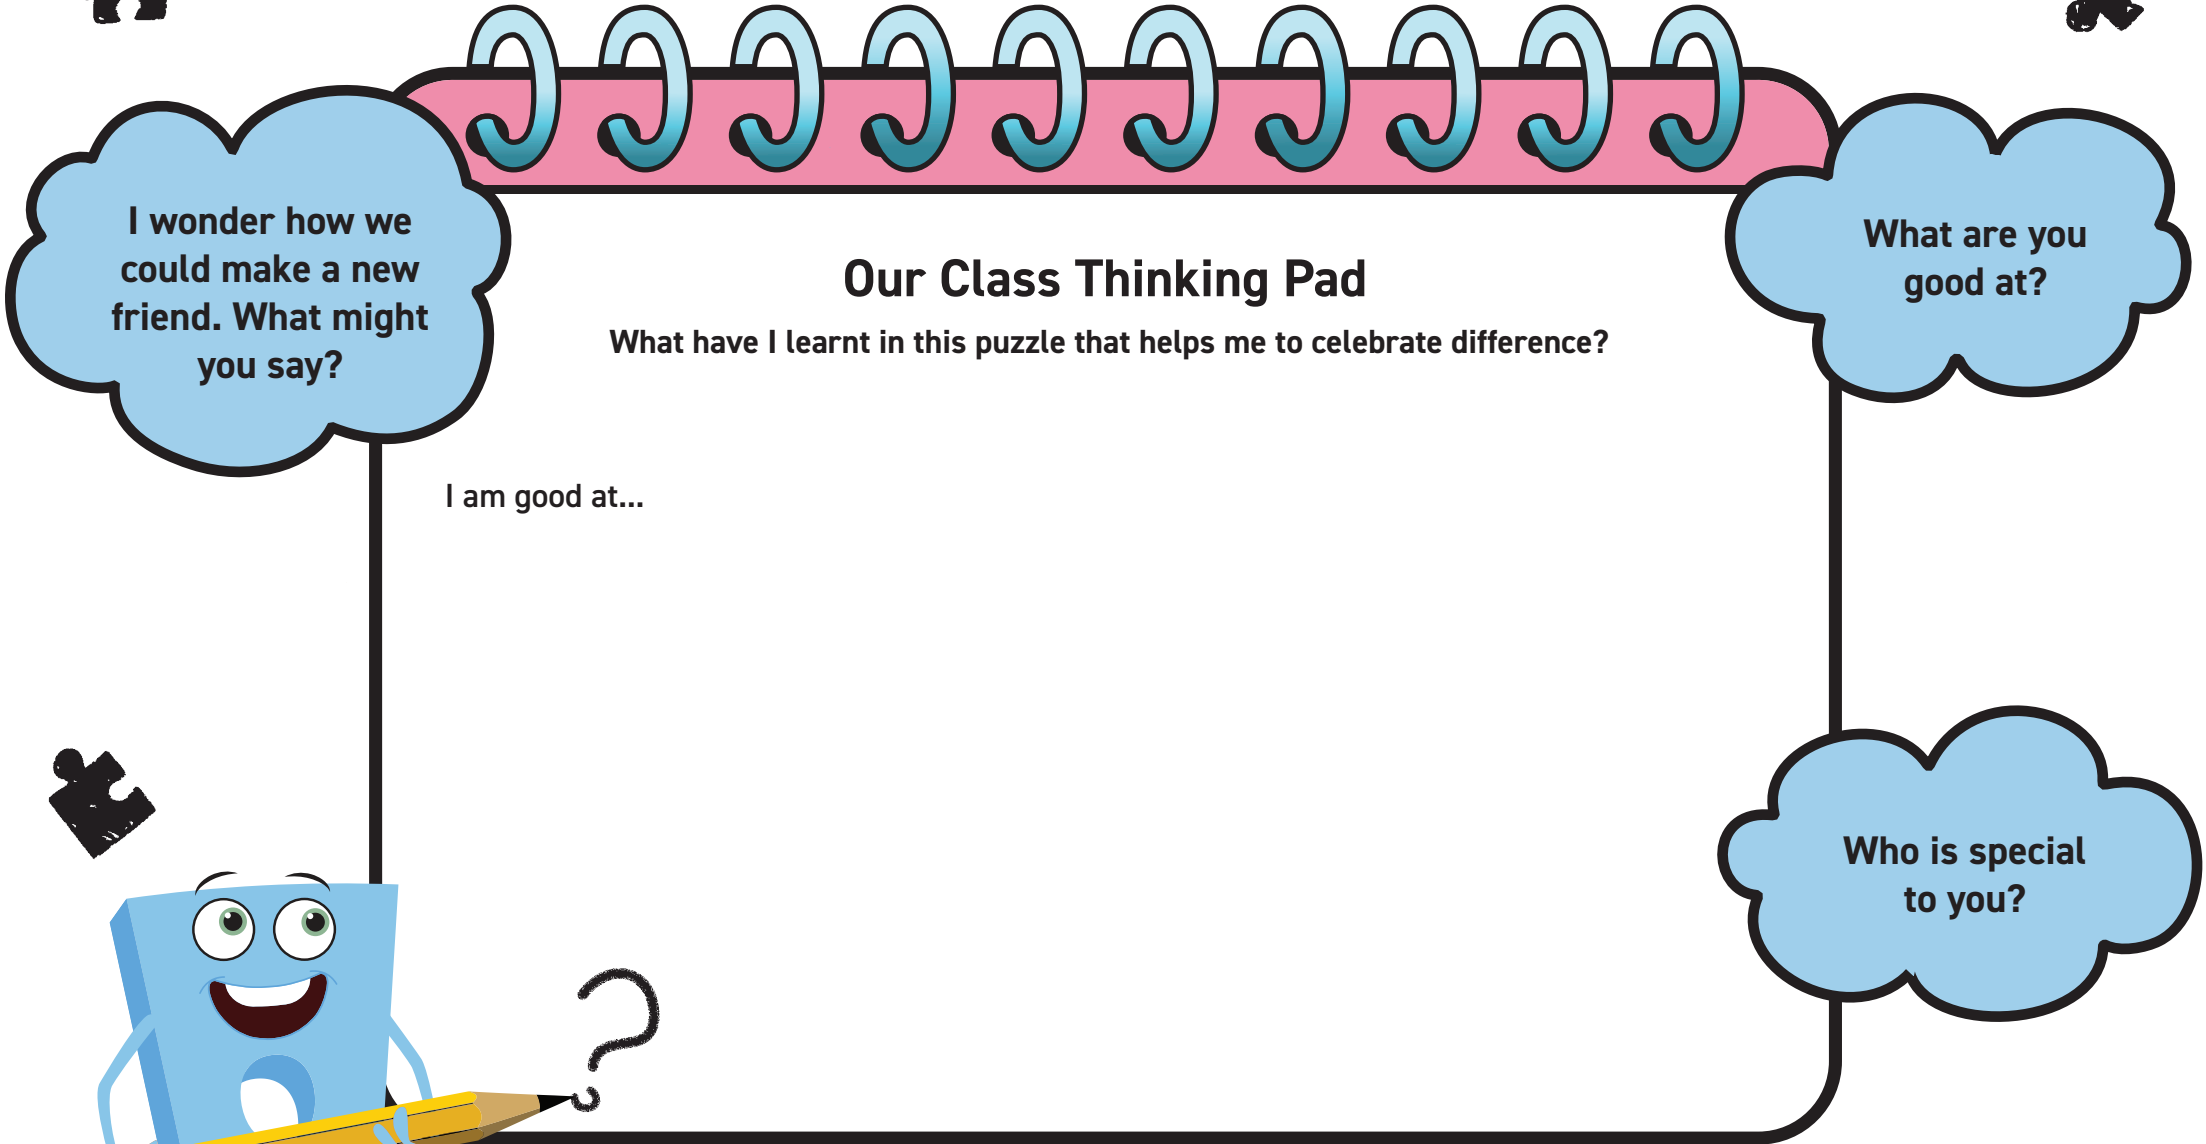 I wonder how we
could make a new
friend. What might
you say?
What are you
good at?
Our Class Thinking Pad
What have I learnt in this puzzle that helps me to celebrate difference?
I am good at...
Who is special
to you?
?